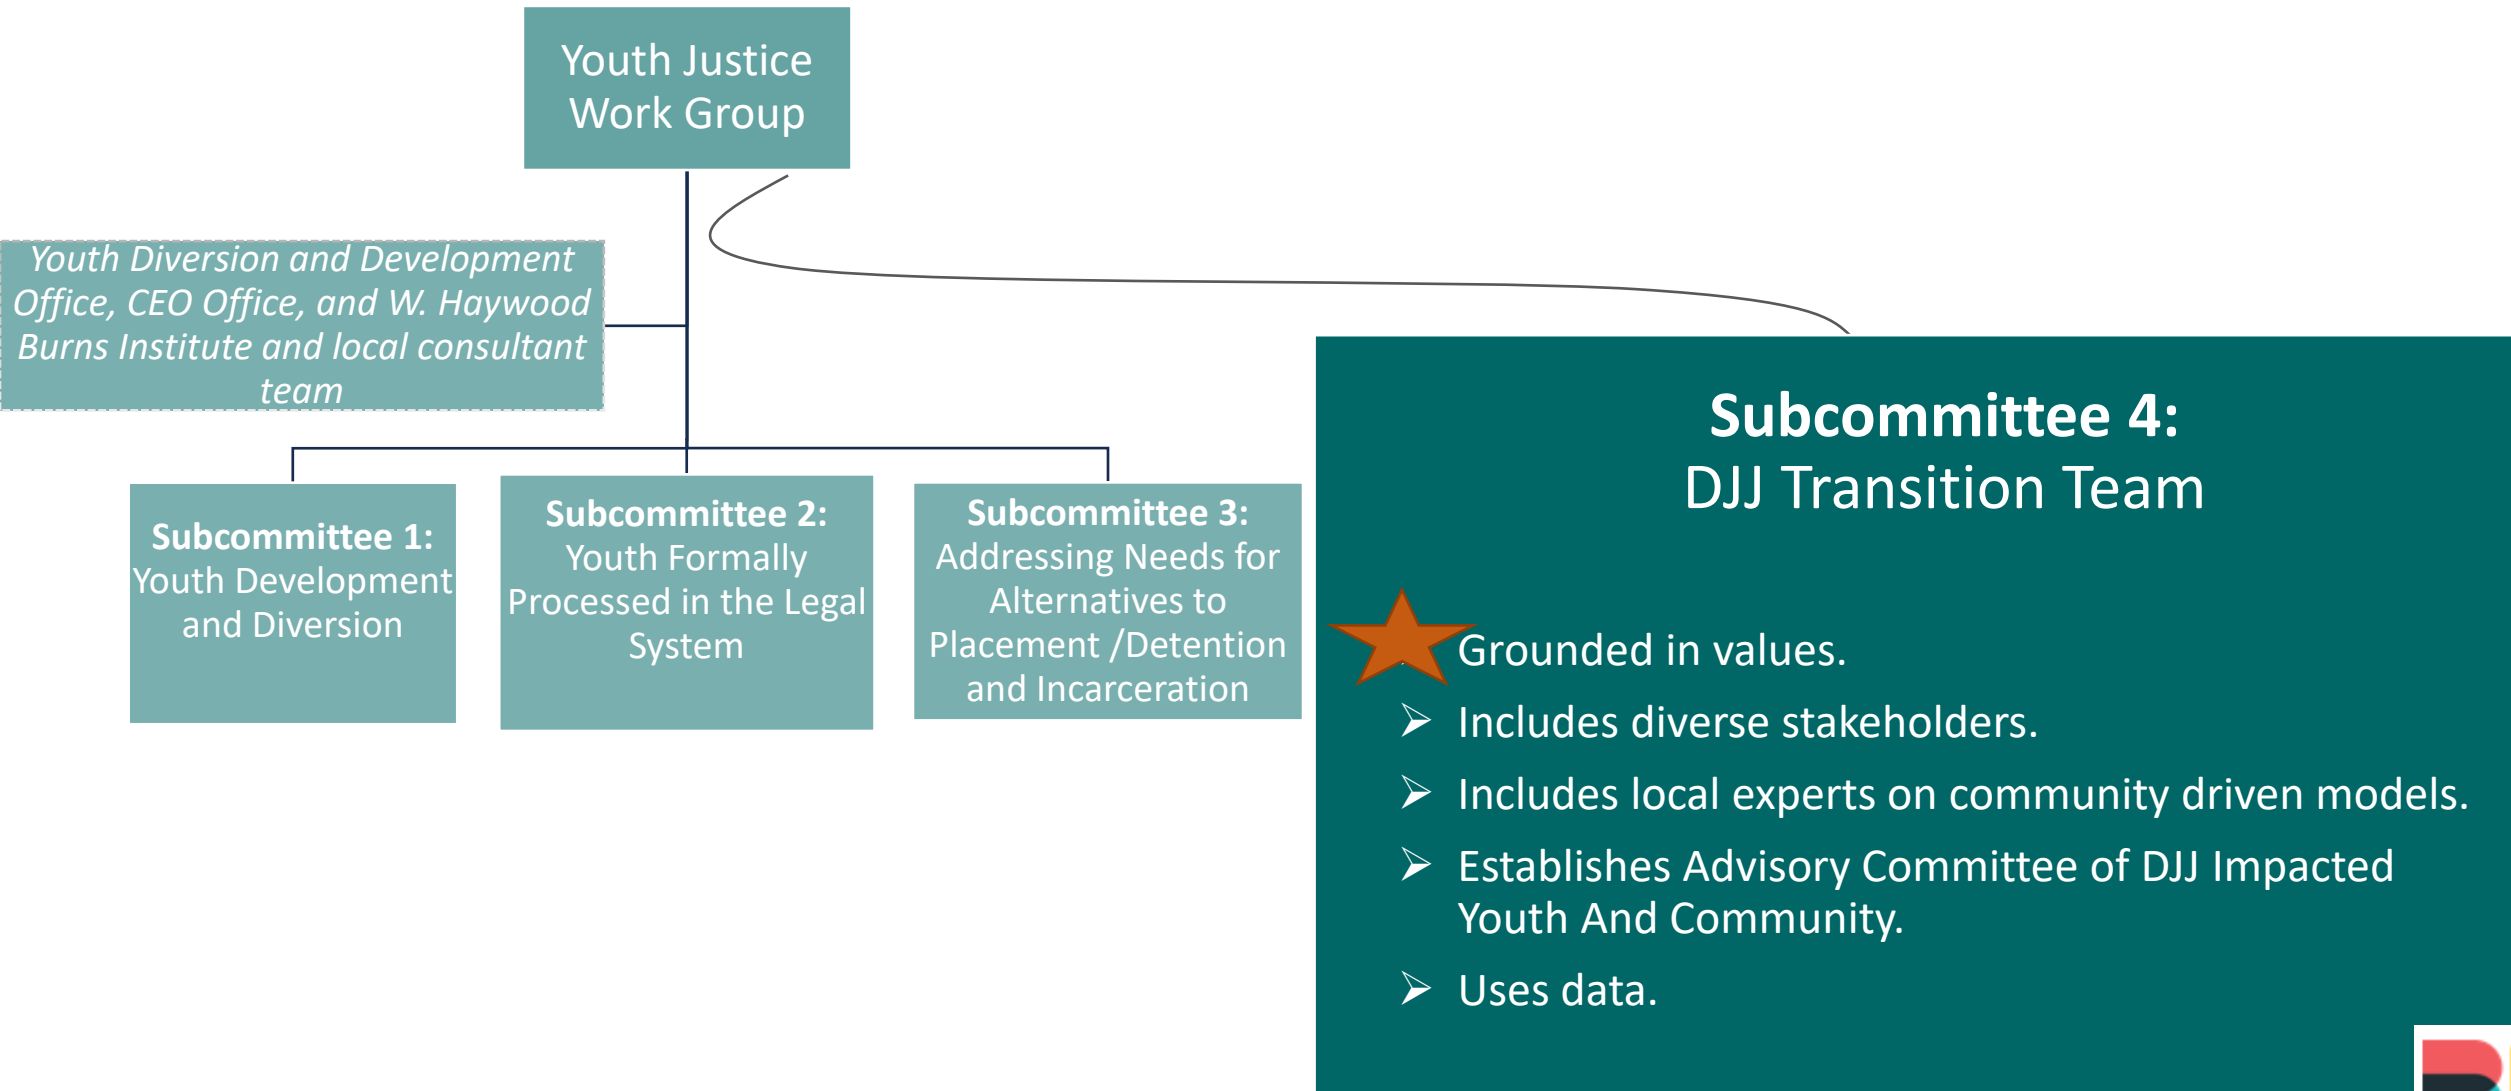 Youth Justice
Work Group
Youth Diversion and Development
Office, CEO Office, and W. Haywood
Burns Institute and local consultant
team
Subcommittee 1:
Youth Development
and Diversion
Subcommittee 2:
Youth Formally
Processed in the Legal
System
Subcommittee 3:
Addressing Needs for
Alternatives to
Placement /Detention
and Incarceration
Subcommittee 4:
DJJ Transition Team
Grounded in values.
Includes diverse stakeholders.
Includes local experts on community driven models.
Establishes Advisory Committee of DJJ Impacted
Youth And Community.
Uses data.